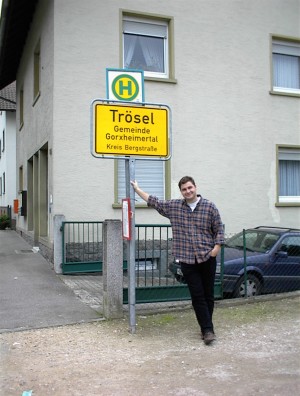 H
Trösel
Gemeinde
Gorxheimertal
Kreis Bergstraße